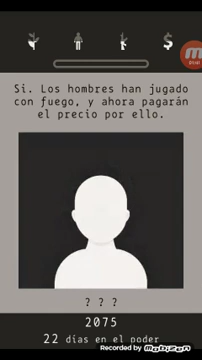 Si. Los hombres han jugado
con fuego, y ahora pagarán
el precio por ello.
? ? ?
2075
22 días en el poder
Recorded by Mobizen